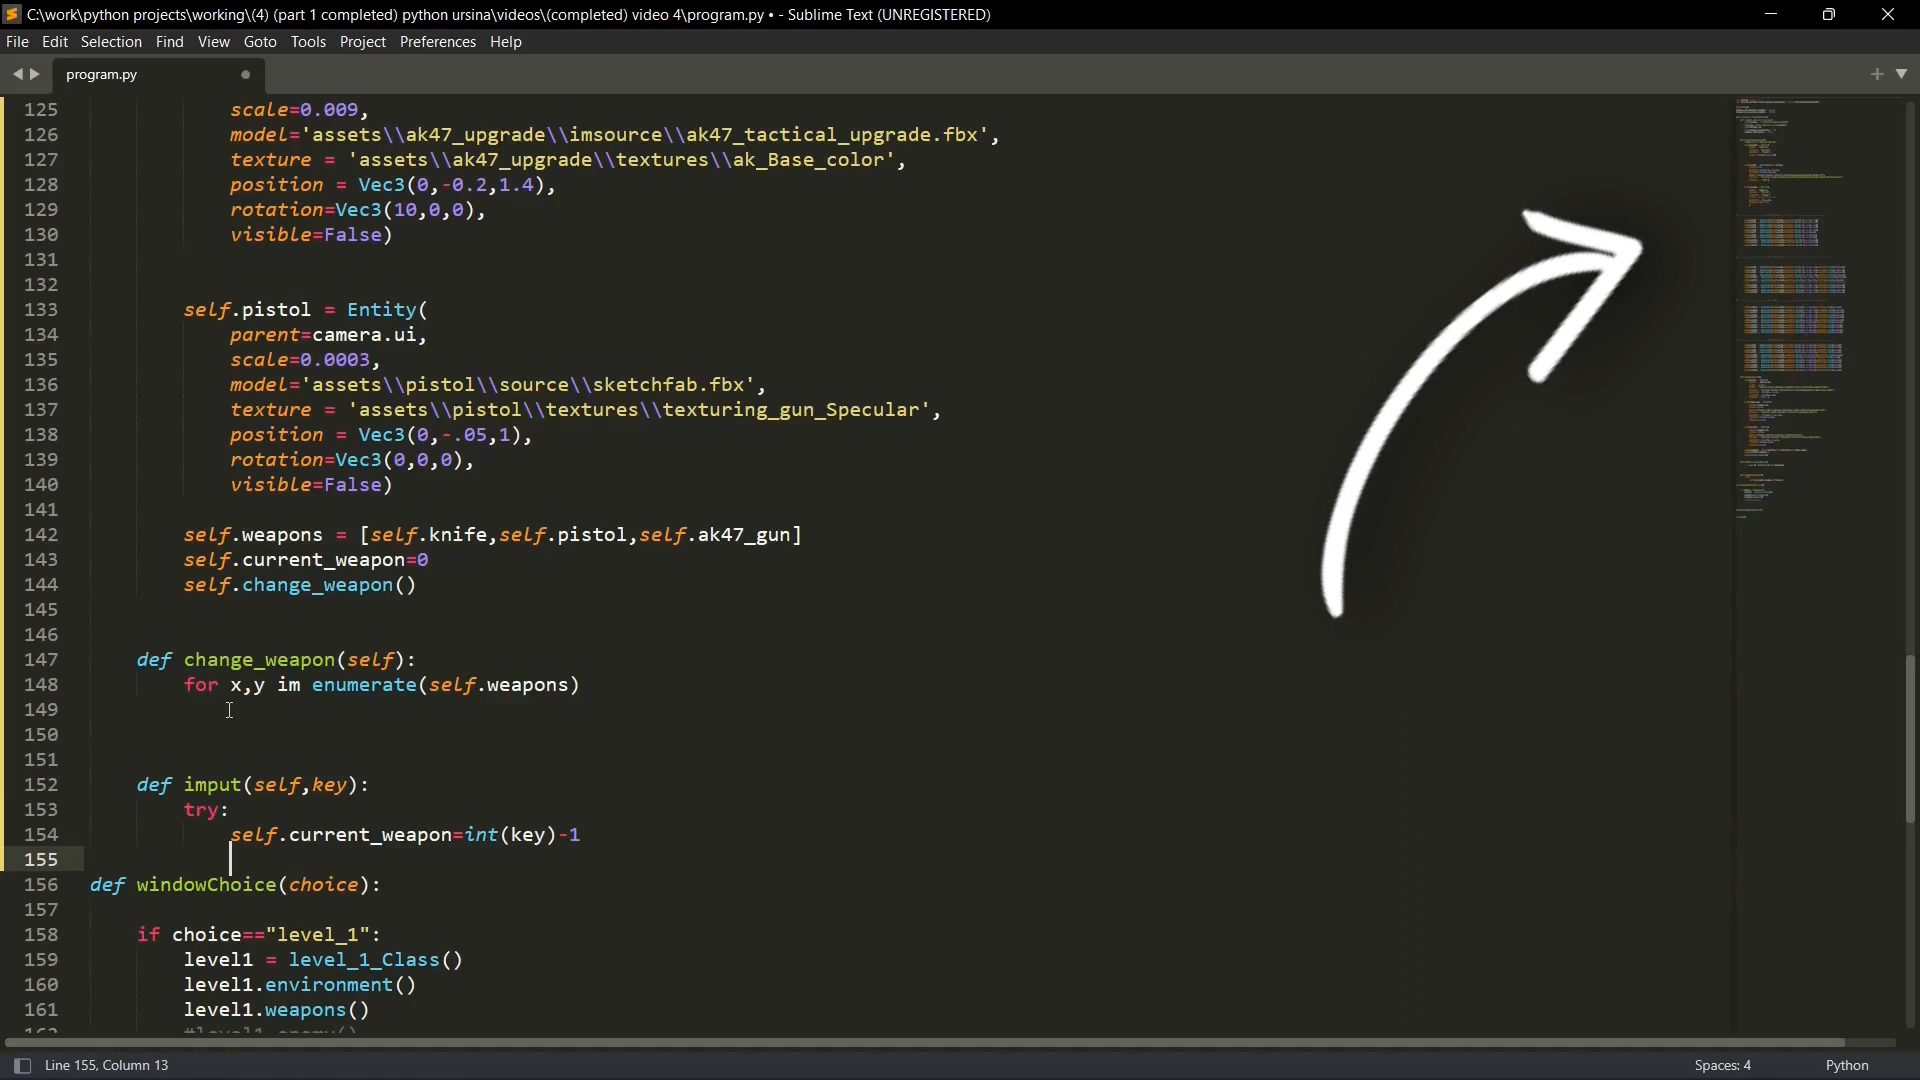 C:\work\python projects\working\(4) (part 1 completed) python ursina\videos\(completed) video 4\program.py • - Sublime Text (UNREGISTERED)
File Edit Selection Find View Goto Tools Project Preferences Help
program.py
125 scale=0.009,
126 model='assets\\ak47_upgrade\\imsource\\ak47_tactical_upgrade.fbx',
127 texture = 'assets\\ak47_upgrade\\textures\\ak_Base_color',
128 position = Vec3(0,-0.2,1.4),
129 rotation=Vec3(10,0,0),
130 visible=False)
131
132
133 self.pistol = Entity(
134 parent=camera.ui,
135 scale=0.0003,
136 model='assets\\pistol\\source\\sketchfab.fbx',
137 texture = 'assets\\pistol\\textures\\texturing_gun_Specular',
138 position = Vec3(0,-.05,1),
139 rotation=Vec3(0,0,0),
140 visible=False)
141
142 self.weapons = [self.knife,self.pistol,self.ak47_gun]
143 self.current_weapon=0
144 self.change_weapon()
145
146
147 def change_weapon(self):
148 for x,y im enumerate(self.weapons)
149
150
151
152 def imput(self,key):
153 try:
154 self.current_weapon=int(key)-1
155
156 def windowChoice(choice):
157
158 if choice=="level_1":
159 level1 = level_1_Class()
160 level1.environment()
161 level1.weapons()
162 #level1.enemy()
Line 155, Column 13
Spaces: 4
Python